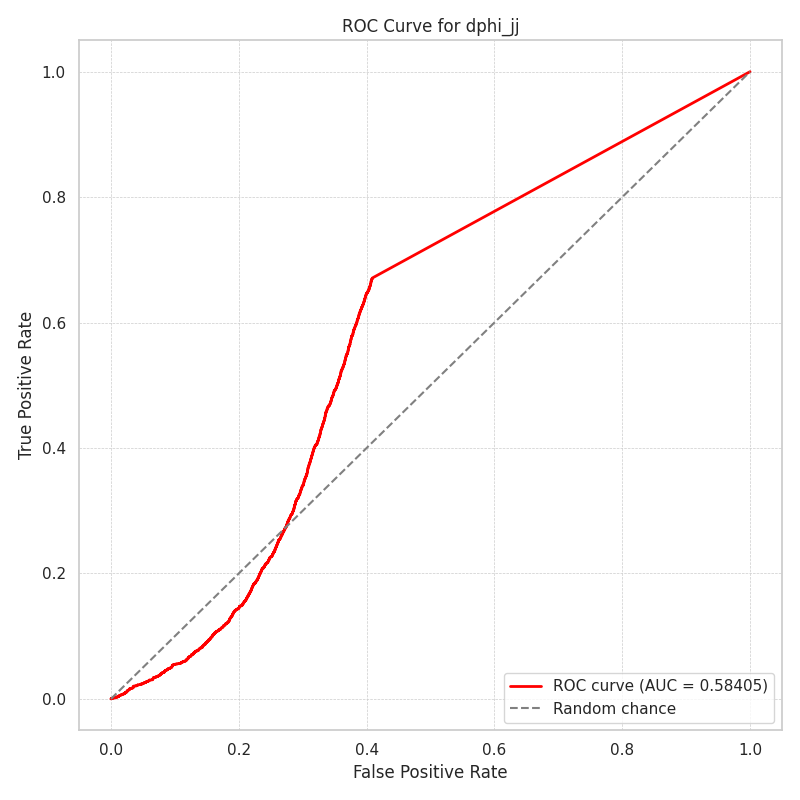 ROC Curve for dphi_jj
1.0
0.8
0.6
0.4
0.2
0.0
True Positive Rate
0.0 0.2 0.4 0.6 0.8 1.0
False Positive Rate
ROC curve (AUC = 0.58405)
Random chance